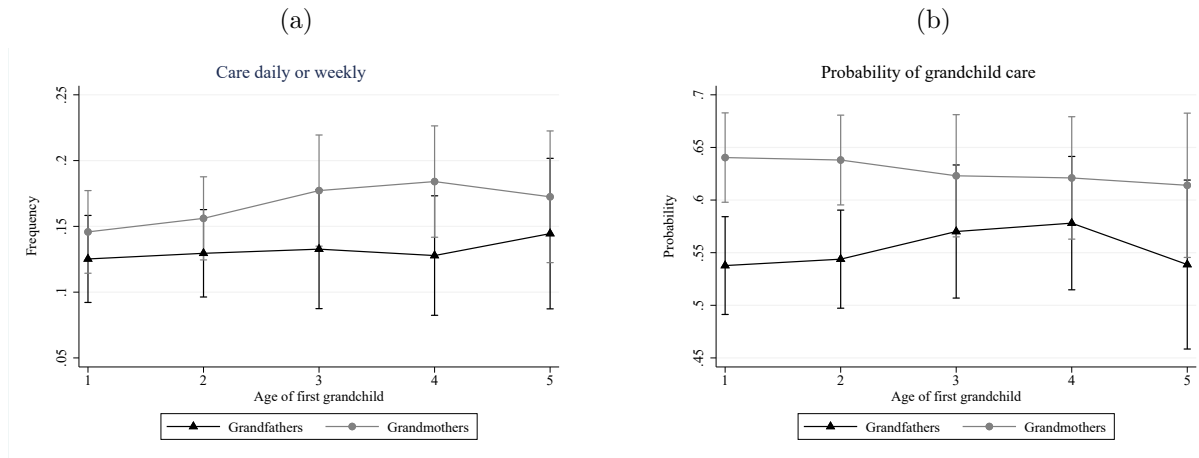 (a)
Care daily or weekly
Frequency
.25
.2
.15
.1
.05
1 2 3 4 5
Age of first grandchild
Grandfathers Grandmothers
(b)
Probability of grandchild care
Probability
.7
.65
.6
.55
.5
.45
1 2 3 4 5
Age of first grandchild
Grandfathers Grandmothers